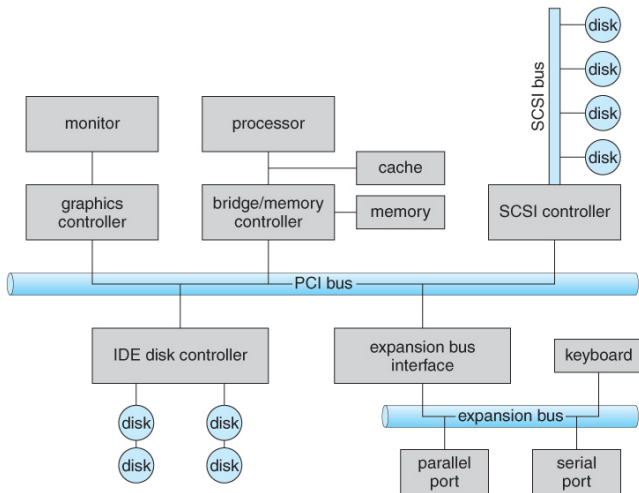 disk
disk
disk
disk
SCSI bus
monitor
processor
cache
graphics
controller
bridge/memory
controller
memory
SCSI controller
PCI bus
IDE disk controller
expansion bus
interface
keyboard
disk
disk
disk
disk
expansion bus
parallel
port
serial
port